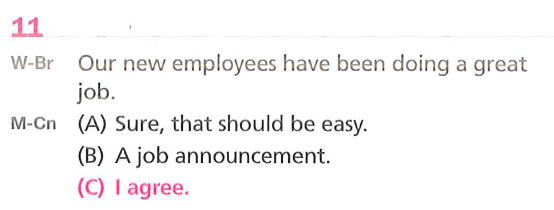 11
W-Br Our new employees have been doing a great
job.
M-Cn (A) Sure, that should be easy.
(B) A job announcement.
(C) I agree.